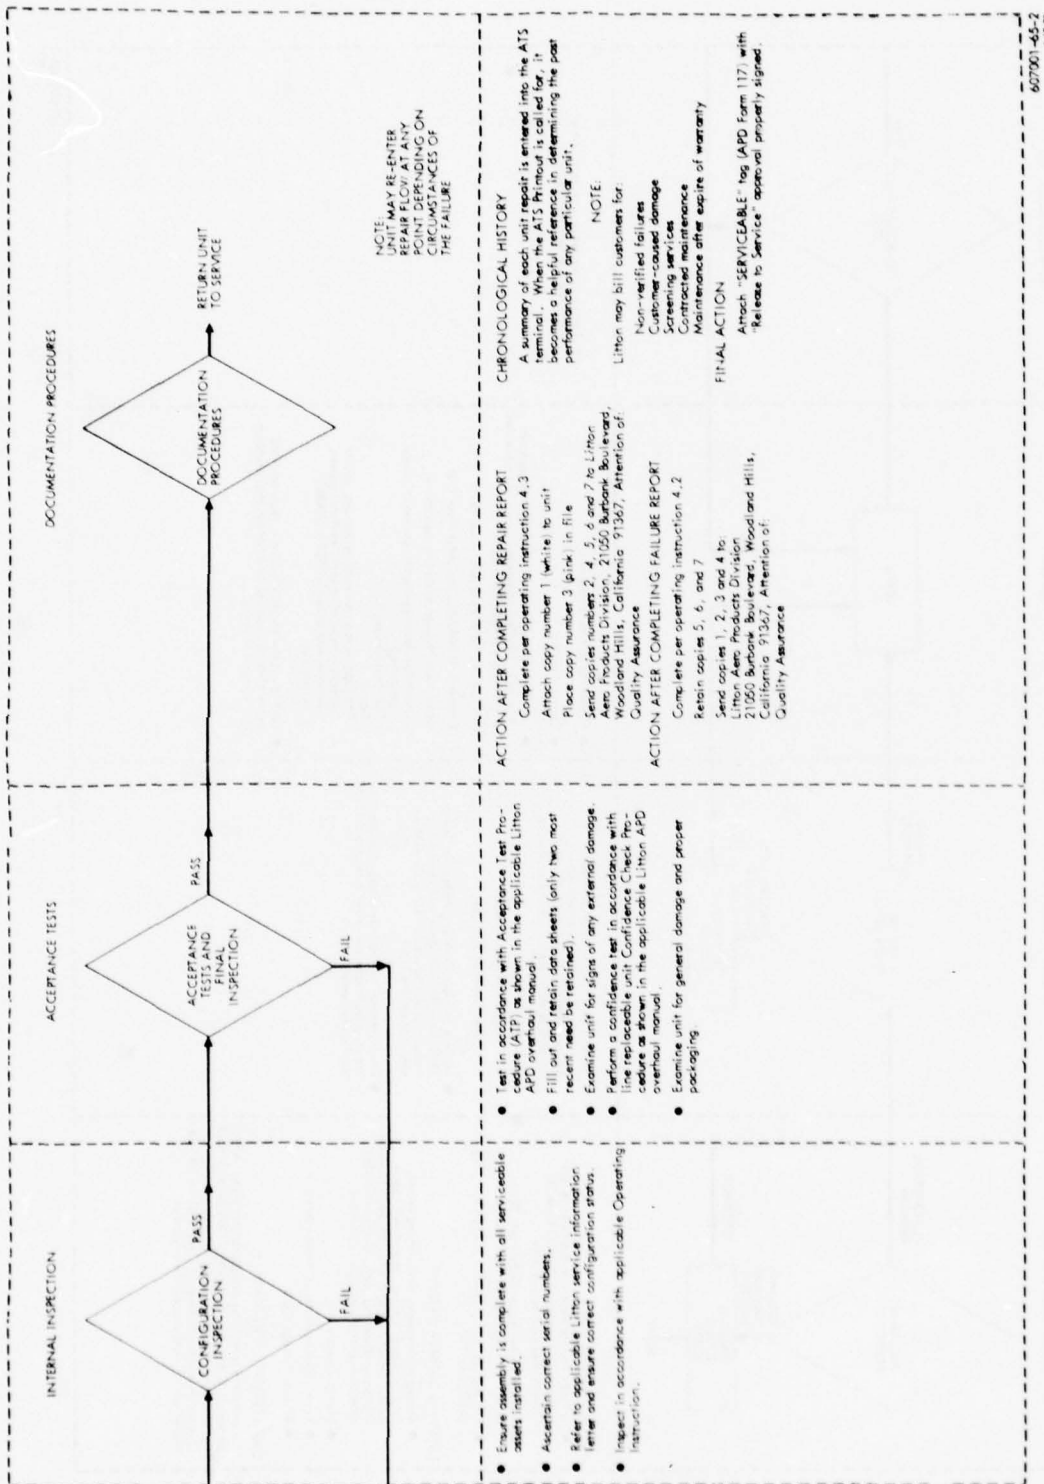 INTERNAL INSPECTION
CONFIGURATION
INSPECTION
PASS
FAIL
● Ensure assembly is complete with all serviceable
assets installed.
● Ascertain correct serial numbers.
● Refer to applicable Litton service information
letter and ensure correct configuration status.
● Inspect in accordance with applicable Operating
Instruction.
ACCEPTANCE TESTS
ACCEPTANCE
TESTS AND
FINAL
INSPECTION
PASS
FAIL
● Test in accordance with Acceptance Test Pro-
cedure (ATP) as shown in the applicable Litton
APD overhaul manual.
● Fill out and retain data sheets (only two most
recent need be retained).
● Examine unit for signs of any external damage.
● Perform a confidence test in accordance with
line replaceable unit Confidence Check Pro-
cedure as shown in the applicable Litton APD
overhaul manual.
● Examine unit for general damage and proper
packaging.
DOCUMENTATION PROCEDURES
DOCUMENTATION
PROCEDURES
RETURN UNIT
TO SERVICE
NOTE:
UNIT MAY RE-ENTER
REPAIR FLOW AT ANY
POINT DEPENDING ON
CIRCUMSTANCES OF
THE FAILURE
ACTION AFTER COMPLETING REPAIR REPORT
Complete per operating instruction 4.3
Attach copy number 1 (white) to unit
Place copy number 3 (pink) in file
Send copies numbers 2, 4, 5, 6 and 7 to Litton
Aero Products Division, 21050 Burbank Boulevard,
Woodland Hills, California 91367, Attention of:
Quality Assurance
ACTION AFTER COMPLETING FAILURE REPORT
Complete per operating instruction 4.2
Retain copies 5, 6, and 7
Send copies 1, 2, 3 and 4 to:
Litton Aero Products Division
21050 Burbank Boulevard, Woodland Hills,
California 91367, Attention of:
Quality Assurance
CHRONOLOGICAL HISTORY
A summary of each unit repair is entered into the ATS
terminal. When the ATS Printout is called for, it
becomes a helpful reference in determining the past
performance of any particular unit.
NOTE:
Litton may bill customers for:
Non-verified failures
Customer-caused damage
Screening services
Contracted maintenance
Maintenance after expire of warranty
FINAL ACTION
Attach "SERVICEABLE" tag (APD Form 117) with
"Release to Service" approval properly signed.
607001-65-2